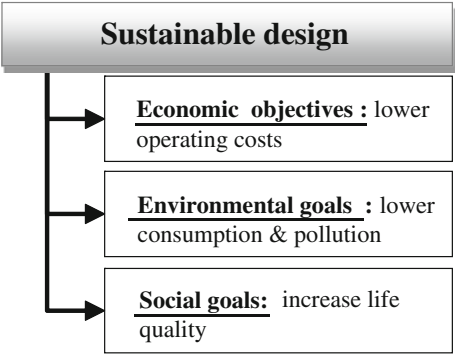 Sustainable design
Economic objectives : lower
operating costs
Environmental goals : lower
consumption & pollution
Social goals: increase life
quality